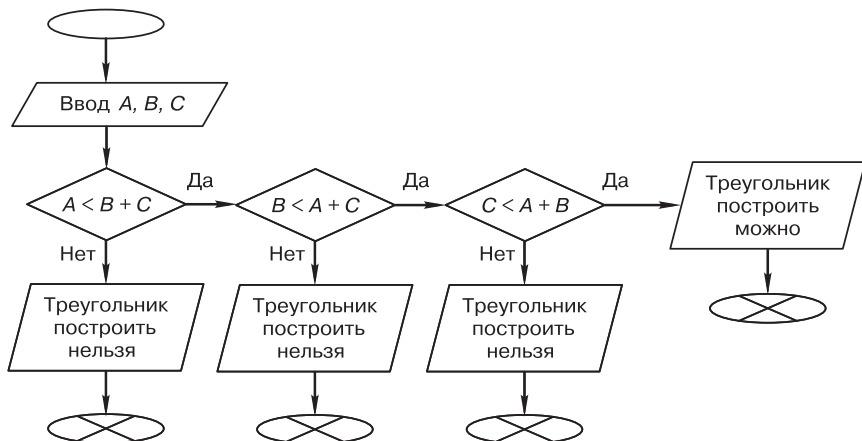 Ввод A, B, C
A < B + C
Да
B < A + C
Да
C < A + B
Да
Треугольник
построить
можно
Нет
Нет
Нет
Треугольник
построить
нельзя
Треугольник
построить
нельзя
Треугольник
построить
нельзя